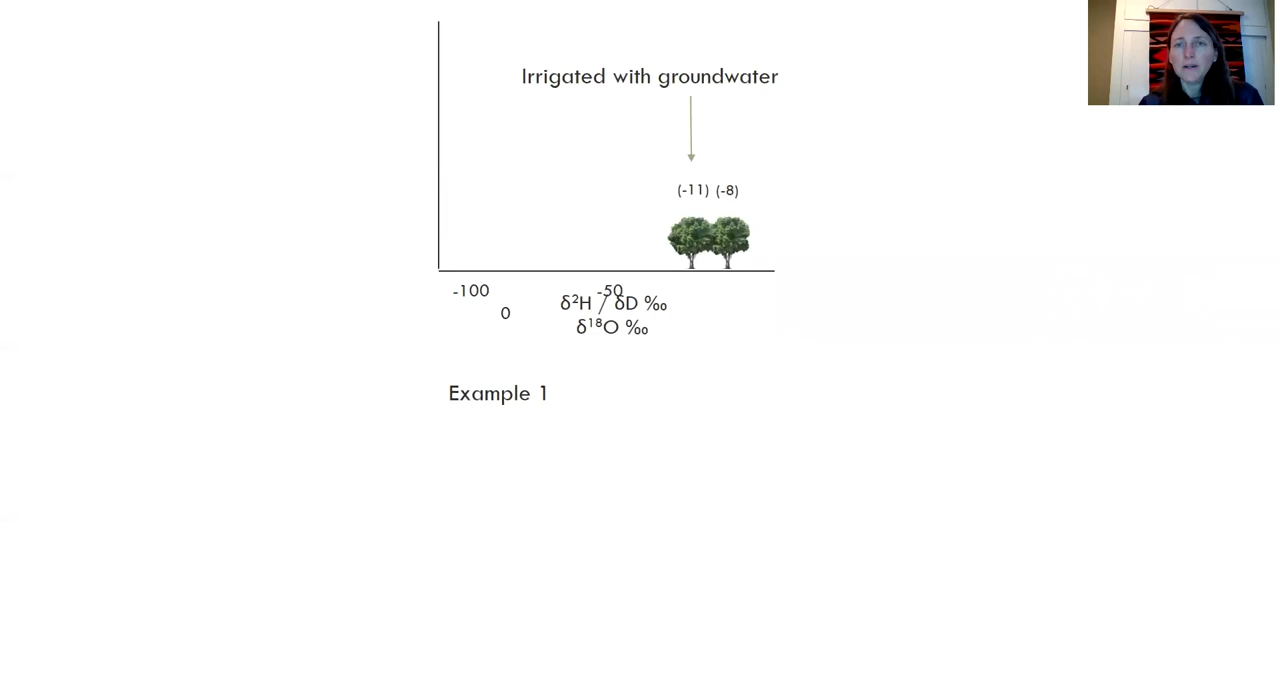 Irrigated with groundwater
(-11) (-8)
-100 -50
0 δ²H / δD ‰
δ¹⁸O ‰
Example 1